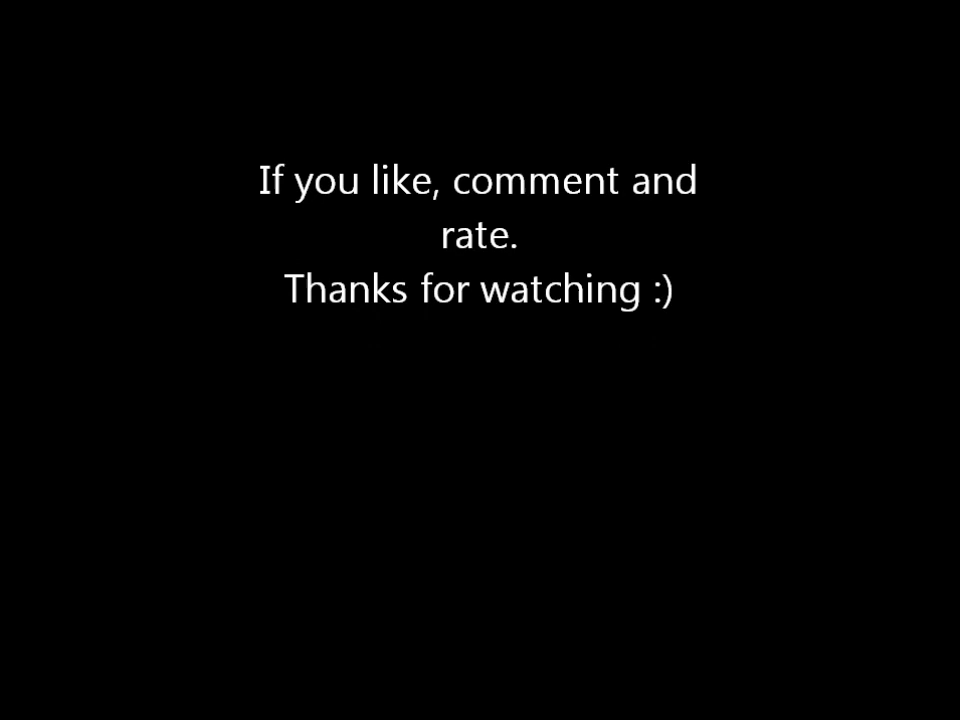 If you like, comment and
rate.
Thanks for watching :)